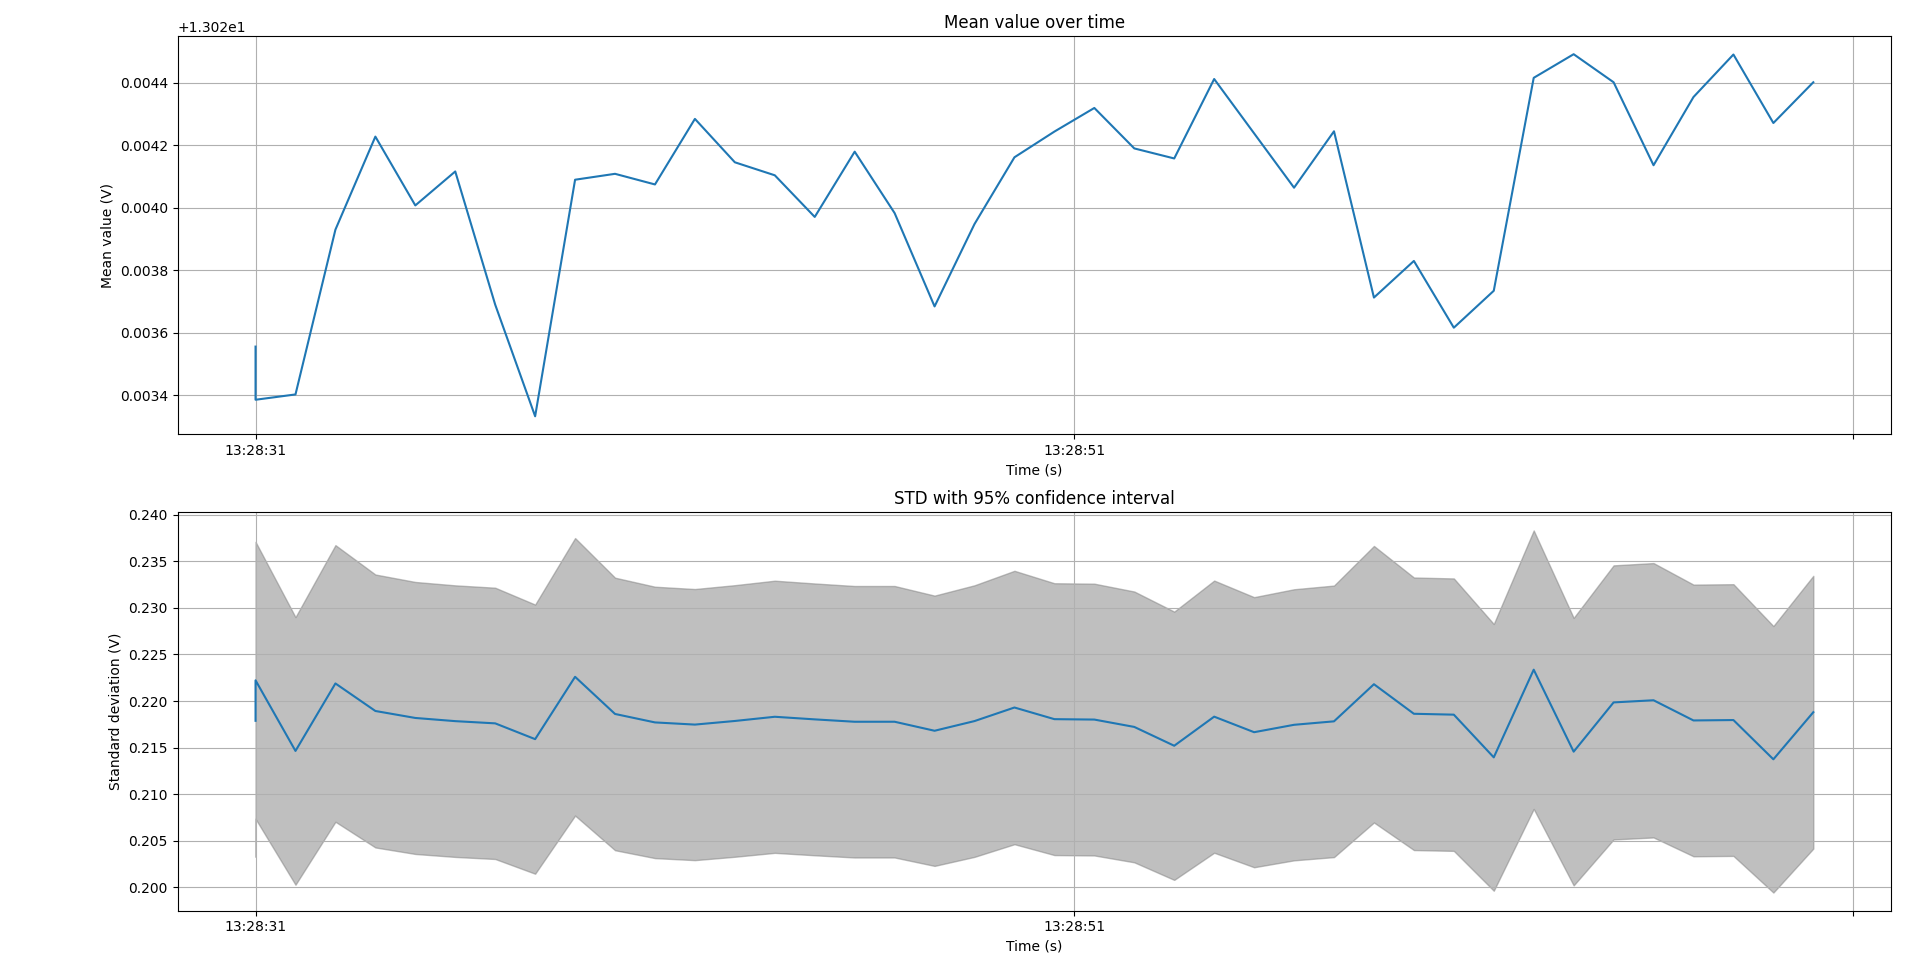 Mean value over time
+1.302e1
0.0044
0.0042
0.0040
0.0038
0.0036
0.0034
Mean value (V)
13:28:31
13:28:51
Time (s)
STD with 95% confidence interval
0.240
0.235
0.230
0.225
0.220
0.215
0.210
0.205
0.200
Standard deviation (V)
13:28:31
13:28:51
Time (s)